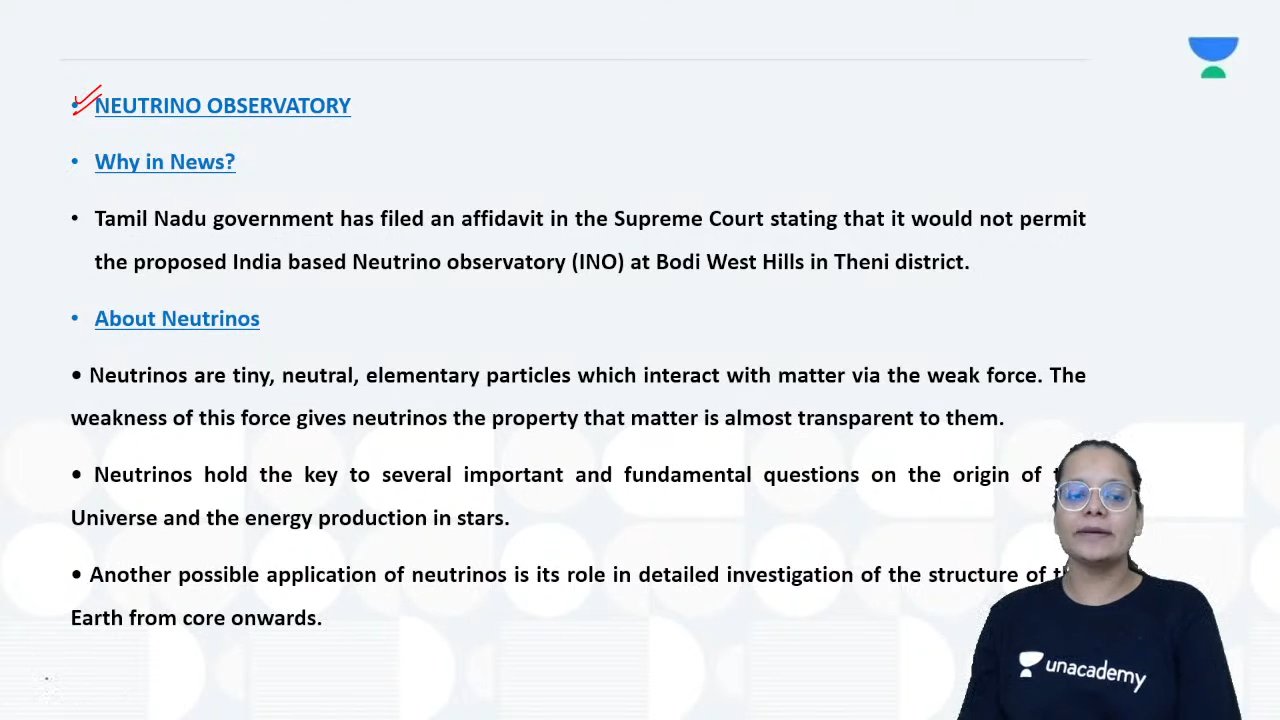 • NEUTRINO OBSERVATORY
• Why in News?
• Tamil Nadu government has filed an affidavit in the Supreme Court stating that it would not permit
the proposed India based Neutrino observatory (INO) at Bodi West Hills in Theni district.
• About Neutrinos
• Neutrinos are tiny, neutral, elementary particles which interact with matter via the weak force. The
weakness of this force gives neutrinos the property that matter is almost transparent to them.
• Neutrinos hold the key to several important and fundamental questions on the origin of
Universe and the energy production in stars.
• Another possible application of neutrinos is its role in detailed investigation of the structure of
Earth from core onwards.
unacademy